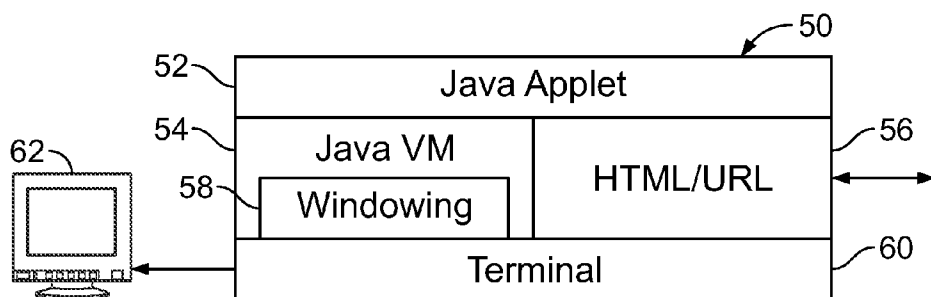 50
52
Java Applet
54
56
62
Java VM
HTML/URL
58
Windowing
Terminal
60